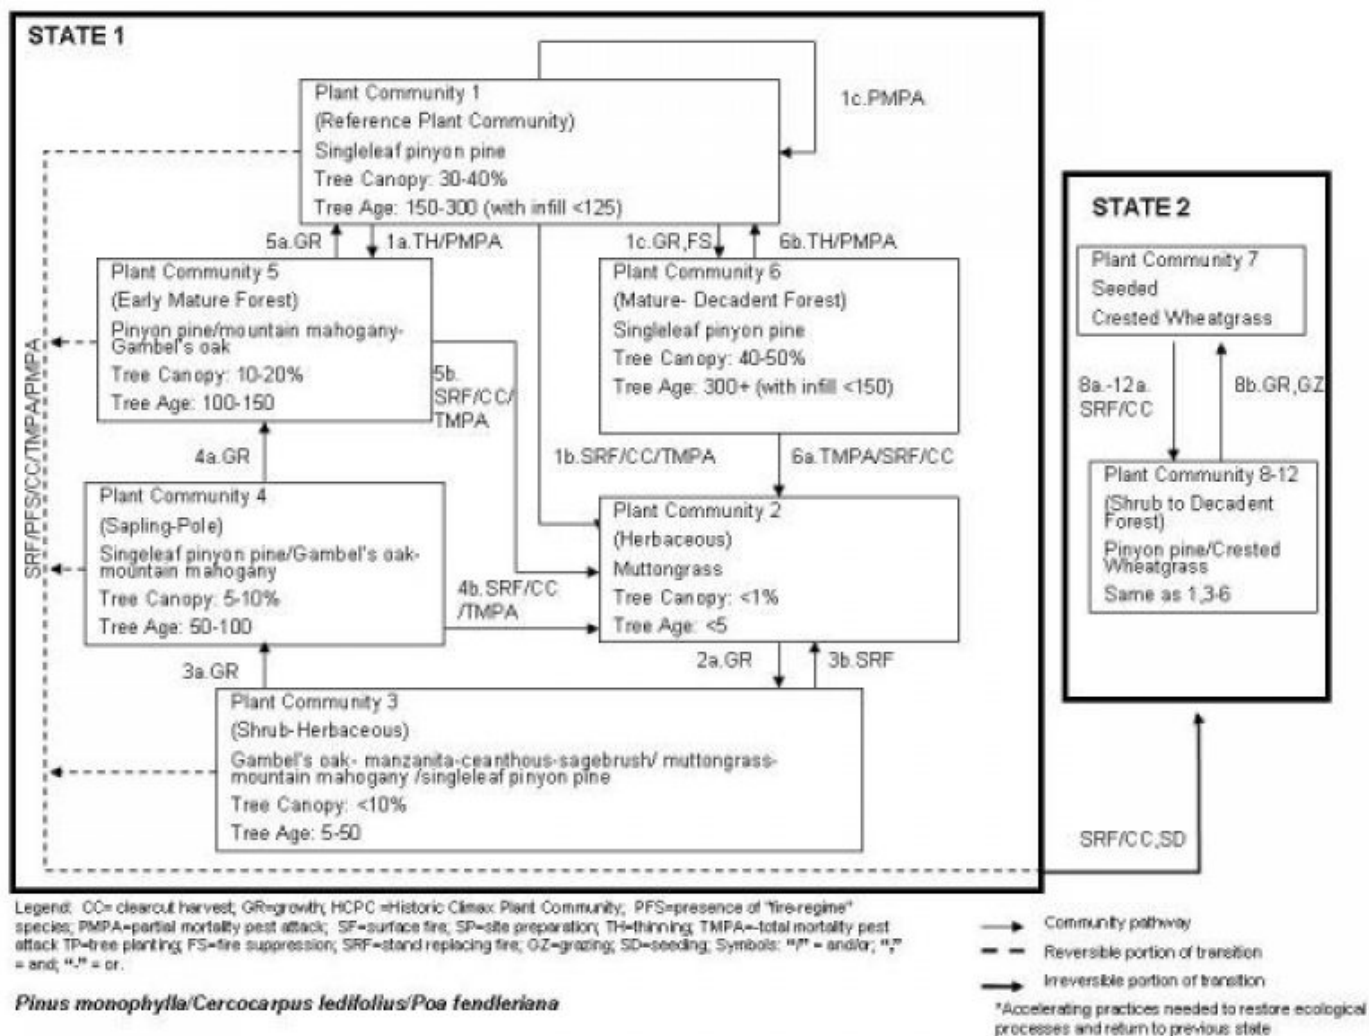 STATE 1
Plant Community 1
(Reference Plant Community)
Singleleaf pinyon pine
Tree Canopy: 30-40%
Tree Age: 150-300 (with infill <125)
1c.PMPA
5a.GR
1a.TH/PMPA
1c.GR,FS
6b.TH/PMPA
Plant Community 5
(Early Mature Forest)
Pinyon pine/mountain mahogany-
Gambel's oak
Tree Canopy: 10-20%
Tree Age: 100-150
Plant Community 6
(Mature- Decadent Forest)
Singleleaf pinyon pine
Tree Canopy: 40-50%
Tree Age: 300+ (with infill <150)
5b.
SRF/CC/
TMPA
4a.GR
1b.SRF/CC/TMPA
6a.TMPA/SRF/CC
SRF/PFS/CC/TMPA/PMPA
Plant Community 4
(Sapling-Pole)
Singeleaf pinyon pine/Gambel's oak-
mountain mahogany
Tree Canopy: 5-10%
Tree Age: 50-100
4b.SRF/CC
/TMPA
Plant Community 2
(Herbaceous)
Muttongrass
Tree Canopy: <1%
Tree Age: <5
3a.GR
2a.GR
3b.SRF
Plant Community 3
(Shrub-Herbaceous)
Gambel's oak- manzanita-ceanthous-sagebrush/ muttongrass-
mountain mahogany /singleleaf pinyon pine
Tree Canopy: <10%
Tree Age: 5-50
STATE 2
Plant Community 7
Seeded
Crested Wheatgrass
8a.-12a.
SRF/CC
8b.GR,GZ
Plant Community 8-12
(Shrub to Decadent
Forest)
Pinyon pine/Crested
Wheatgrass
Same as 1,3-6
SRF/CC,SD
Legend: CC= clearcut harvest; GR=growth; HCPC =Historic Climax Plant Community; PFS=presence of "fire-regime"
species; PMPA=partial mortality pest attack; SF=surface fire; SP=site preparation; TH=thinning; TMPA=-total mortality pest
attack TP=tree planting; FS=fire suppression; SRF=stand replacing fire; GZ=grazing; SD=seeding; Symbols: "/" = and/or; ","
= and; "-" = or.
Pinus monophylla/Cercocarpus ledifolius/Poa fendleriana
Community pathway
Reversible portion of transition
Irreversible portion of transition
*Accelerating practices needed to restore ecological
processes and return to previous state